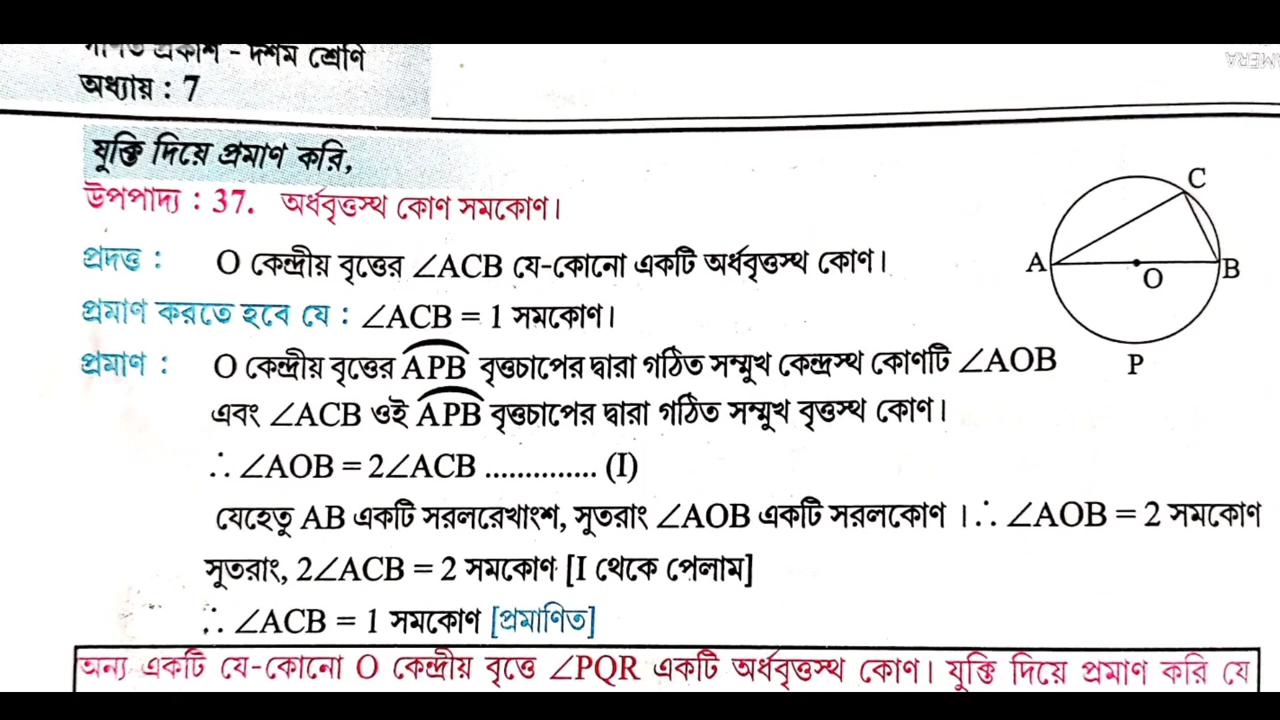 গণিত প্রকাশ - দশম শ্রেণি
অধ্যায় : 7
যুক্তি দিয়ে প্রমাণ করি,
উপপাদ্য : 37. অর্ধবৃত্তস্থ কোণ সমকোণ।
প্রদত্ত : O কেন্দ্রীয় বৃত্তের ∠ACB যে-কোনো একটি অর্ধবৃত্তস্থ কোণ।
প্রমাণ করতে হবে যে : ∠ACB = 1 সমকোণ।
প্রমাণ : O কেন্দ্রীয় বৃত্তের APB বৃত্তচাপের দ্বারা গঠিত সম্মুখ কেন্দ্রস্থ কোণটি ∠AOB
এবং ∠ACB ওই APB বৃত্তচাপের দ্বারা গঠিত সম্মুখ বৃত্তস্থ কোণ।
∴ ∠AOB = 2∠ACB .............. (I)
যেহেতু AB একটি সরলরেখাংশ, সুতরাং ∠AOB একটি সরলকোণ । ∴ ∠AOB = 2 সমকোণ
সুতরাং, 2∠ACB = 2 সমকোণ [I থেকে পেলাম]
∴ ∠ACB = 1 সমকোণ [প্রমাণিত]
অন্য একটি যে-কোনো O কেন্দ্রীয় বৃত্তে ∠PQR একটি অর্ধবৃত্তস্থ কোণ। যুক্তি দিয়ে প্রমাণ করি যে
C
A
O
B
P